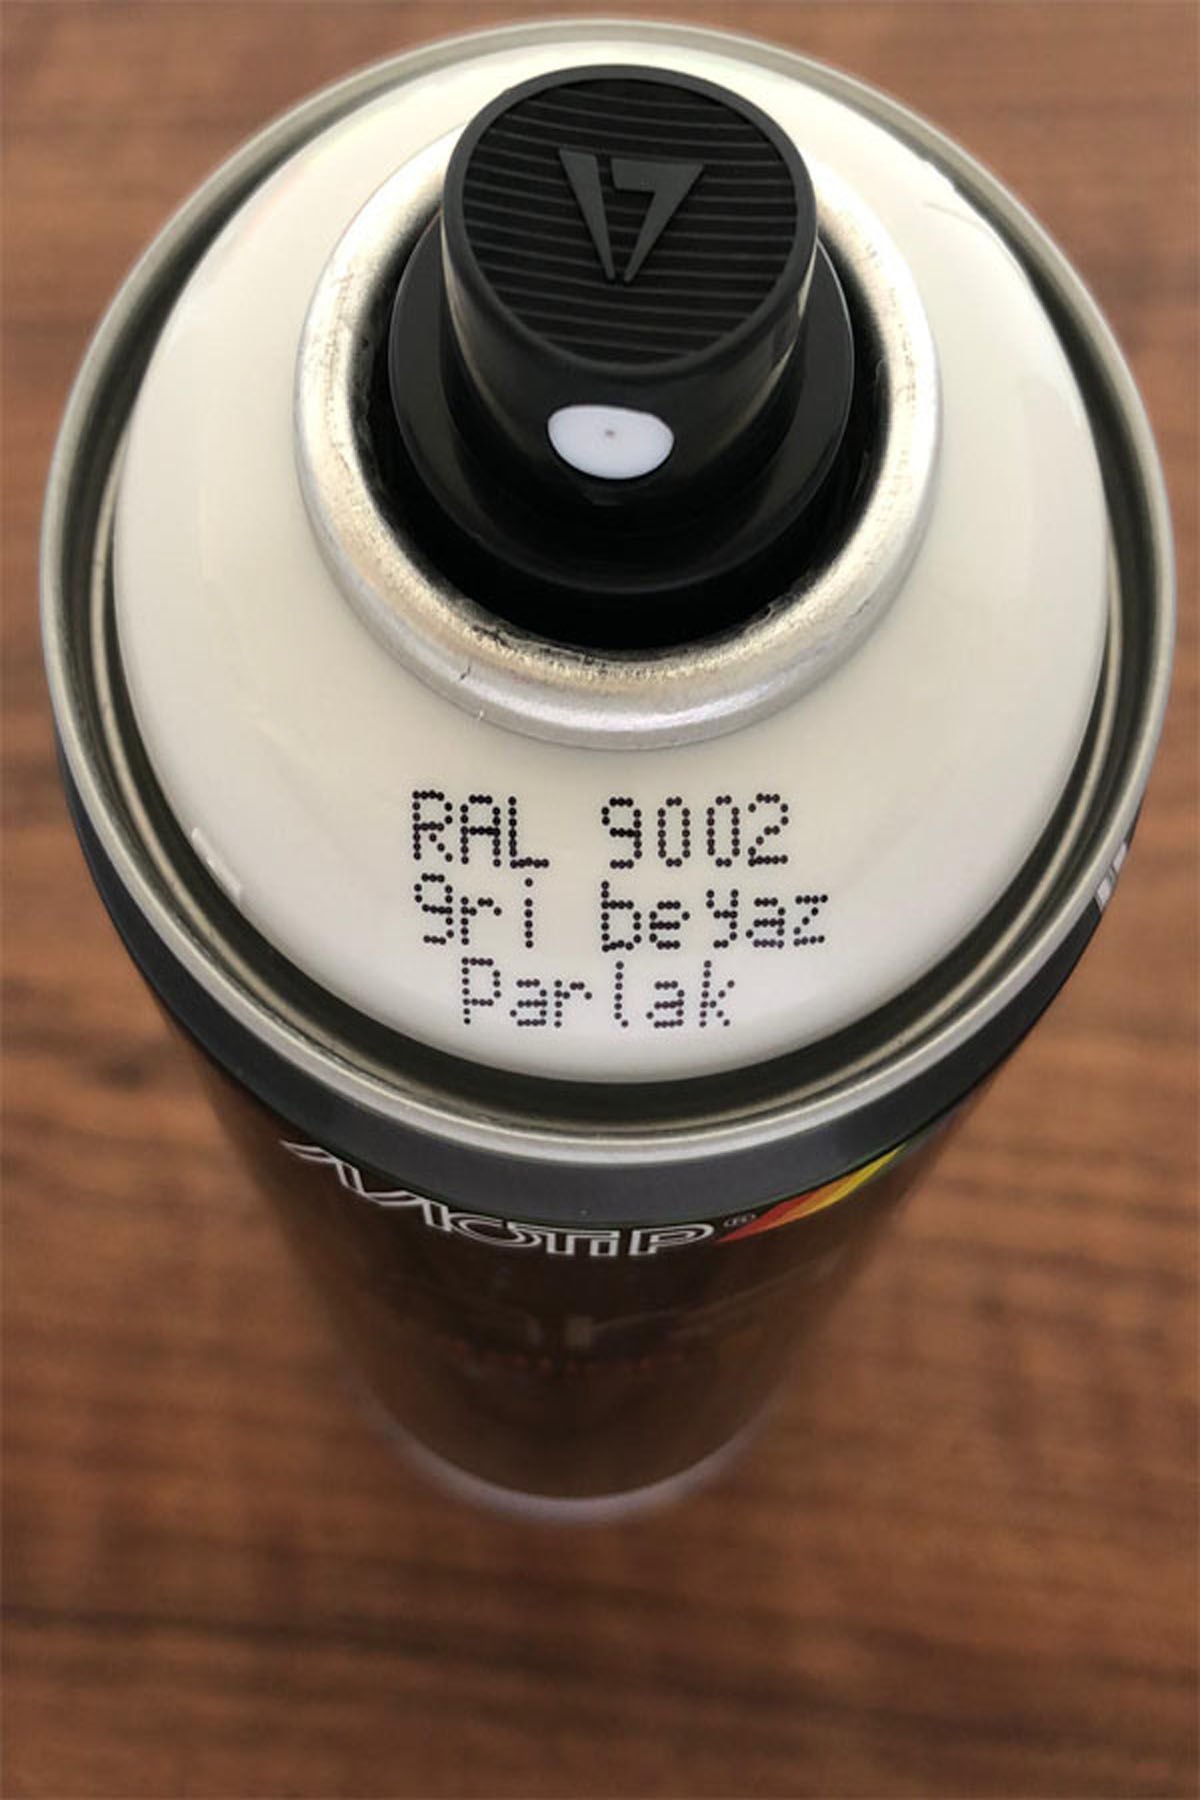 RAL 9002
gri beyaz
Parlak
MOTIP®